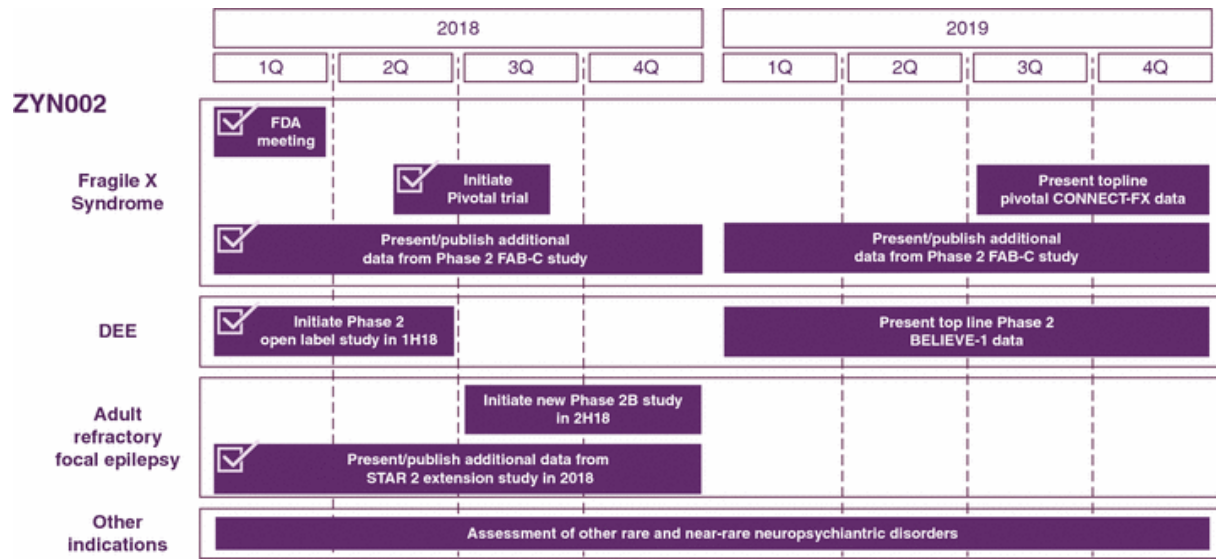 2018
2019
1Q
2Q
3Q
4Q
1Q
2Q
3Q
4Q
ZYN002
Fragile X
Syndrome
FDA
meeting
Initiate
Pivotal trial
Present topline
pivotal CONNECT-FX data
Present/publish additional
data from Phase 2 FAB-C study
Present/publish additional
data from Phase 2 FAB-C study
DEE
Initiate Phase 2
open label study in 1H18
Present top line Phase 2
BELIEVE-1 data
Adult
refractory
focal epilepsy
Initiate new Phase 2B study
in 2H18
Present/publish additional data from
STAR 2 extension study in 2018
Other
indications
Assessment of other rare and near-rare neuropsychiantric disorders